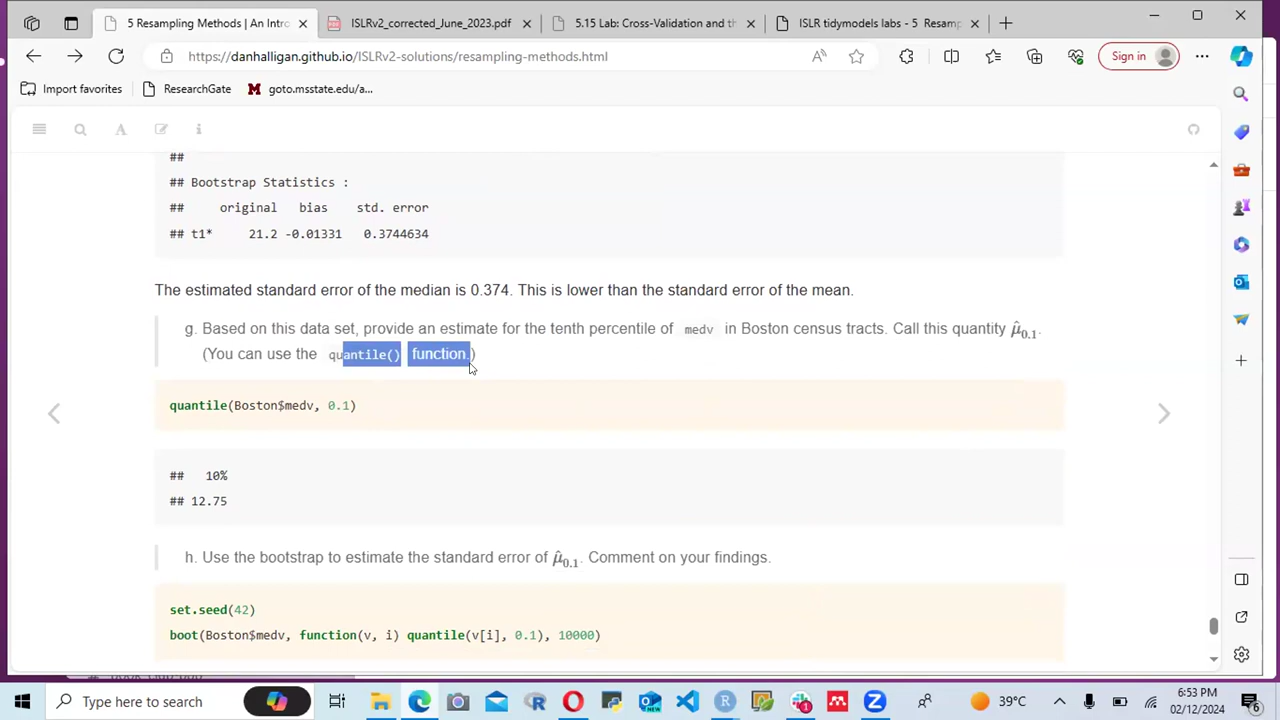 5 Resampling Methods | An Intro
ISLRv2_corrected_June_2023.pdf
5.15 Lab: Cross-Validation and th
ISLR tidymodels labs - 5 Resamp
https://danhalligan.github.io/ISLRv2-solutions/resampling-methods.html
Sign in
Import favorites
ResearchGate
goto.msstate.edu/a...
##
## Bootstrap Statistics :
## original bias std. error
## t1* 21.2 -0.01331 0.3744634
The estimated standard error of the median is 0.374. This is lower than the standard error of the mean.
g. Based on this data set, provide an estimate for the tenth percentile of medv in Boston census tracts. Call this quantity μ̂0.1.
(You can use the quantile() function.)
quantile(Boston$medv, 0.1)
## 10%
## 12.75
h. Use the bootstrap to estimate the standard error of μ̂0.1. Comment on your findings.
set.seed(42)
boot(Boston$medv, function(v, i) quantile(v[i], 0.1), 10000)
Type here to search
39°C
6:53 PM
02/12/2024